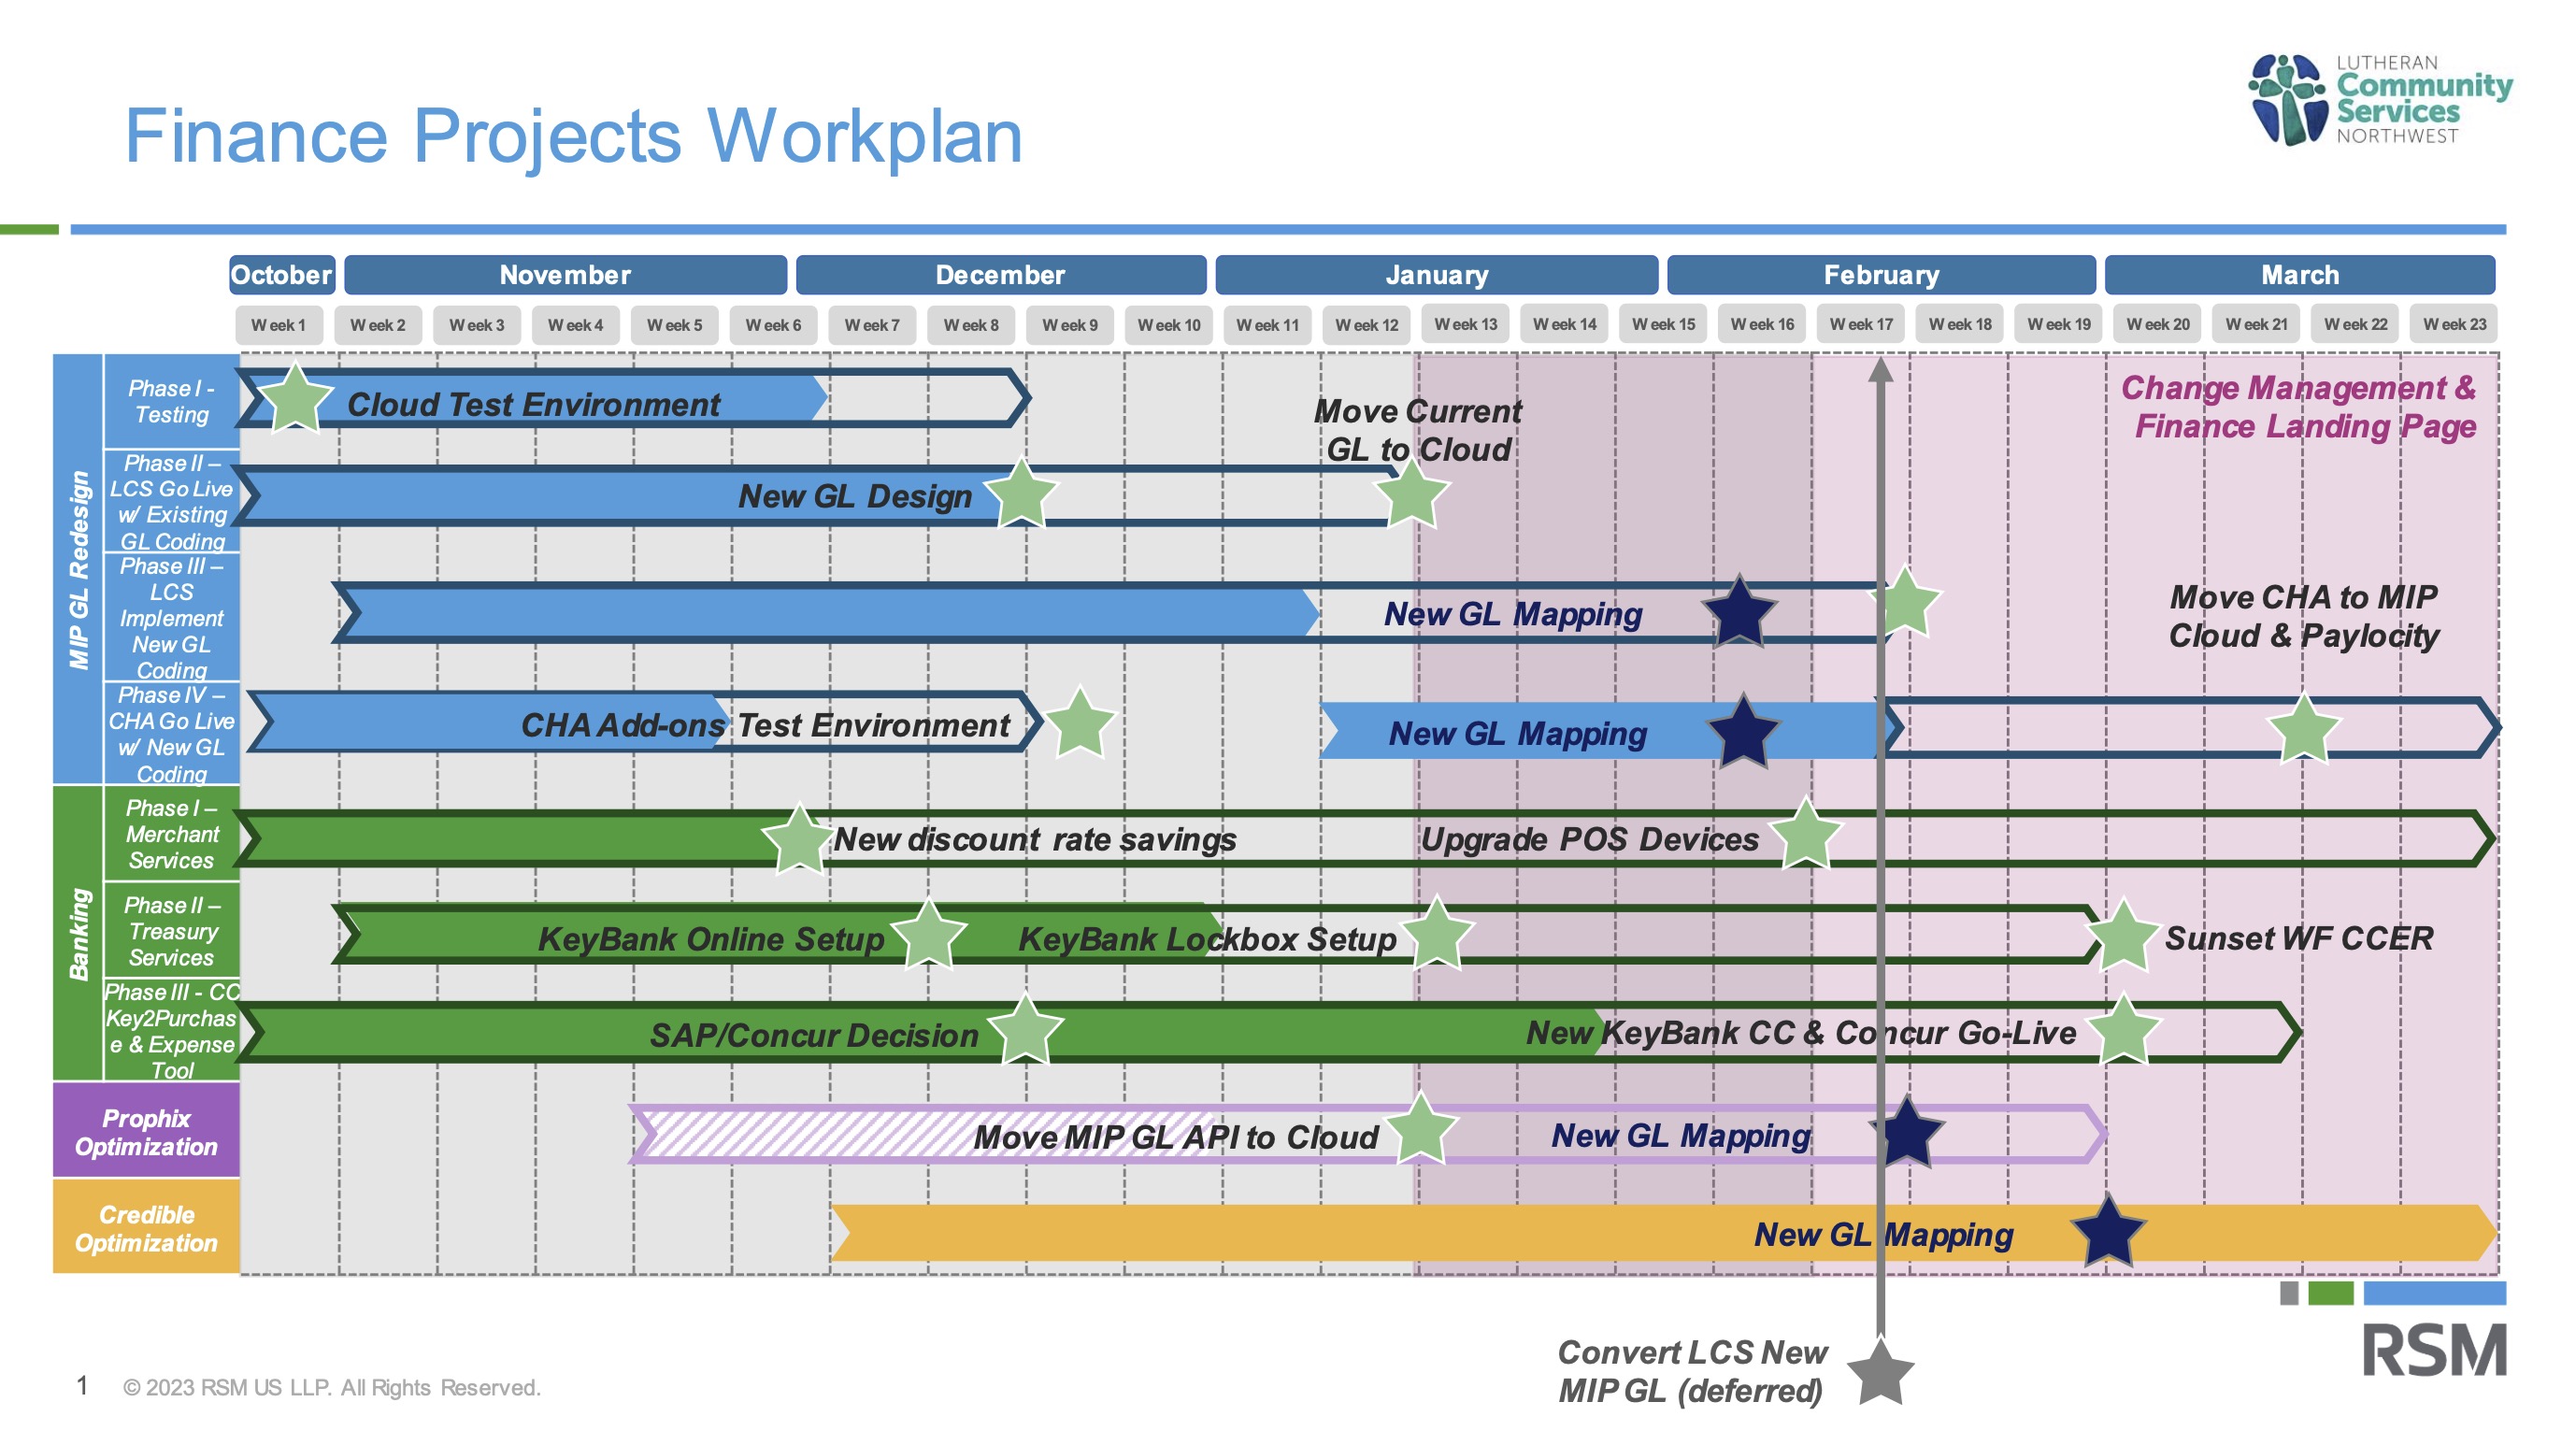 LUTHERAN
Community
Services
NORTHWEST
Finance Projects Workplan
October November December January February March
Week 1 Week 2 Week 3 Week 4 Week 5 Week 6 Week 7 Week 8 Week 9 Week 10 Week 11 Week 12 Week 13 Week 14 Week 15 Week 16 Week 17 Week 18 Week 19 Week 20 Week 21 Week 22 Week 23
MIP GL Redesign
Phase I -
Testing
Cloud Test Environment
Move Current
GL to Cloud
Change Management &
Finance Landing Page
Phase II –
LCS Go Live
w/ Existing
GL Coding
New GL Design
Phase III –
LCS
Implement
New GL
Coding
New GL Mapping
Move CHA to MIP
Cloud & Paylocity
Phase IV –
CHA Go Live
w/ New GL
Coding
CHA Add-ons Test Environment
New GL Mapping
Banking
Phase I –
Merchant
Services
New discount rate savings
Upgrade POS Devices
Phase II –
Treasury
Services
KeyBank Online Setup
KeyBank Lockbox Setup
Sunset WF CCER
Phase III - CC
Key2Purchas
e & Expense
Tool
SAP/Concur Decision
New KeyBank CC & Concur Go-Live
Prophix
Optimization
Move MIP GL API to Cloud
New GL Mapping
Credible
Optimization
New GL Mapping
Convert LCS New
MIP GL (deferred)
RSM
1
© 2023 RSM US LLP. All Rights Reserved.